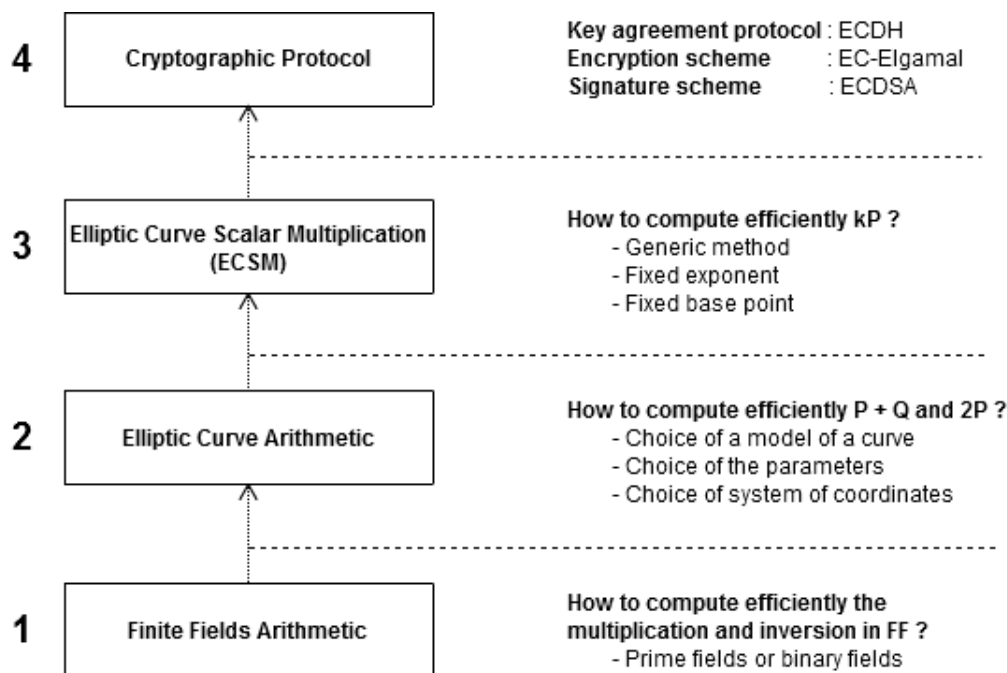 4
Cryptographic Protocol
Key agreement protocol : ECDH
Encryption scheme : EC-Elgamal
Signature scheme : ECDSA
3
Elliptic Curve Scalar Multiplication
(ECSM)
How to compute efficiently kP ?
- Generic method
- Fixed exponent
- Fixed base point
2
Elliptic Curve Arithmetic
How to compute efficiently P + Q and 2P ?
- Choice of a model of a curve
- Choice of the parameters
- Choice of system of coordinates
1
Finite Fields Arithmetic
How to compute efficiently the
multiplication and inversion in FF ?
- Prime fields or binary fields